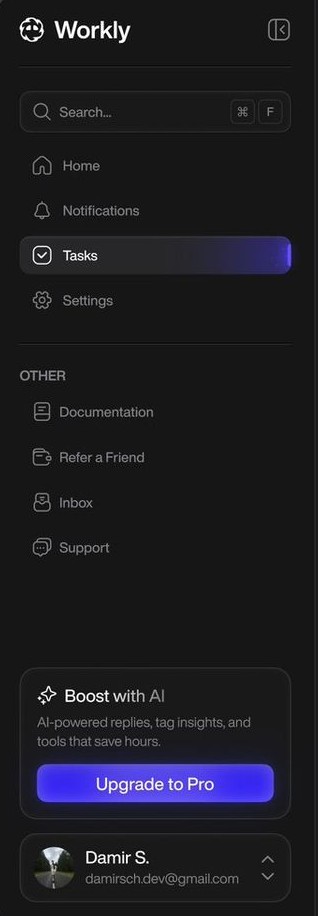 Workly
Search...
⌘ F
Home
Notifications
Tasks
Settings
OTHER
Documentation
Refer a Friend
Inbox
Support
Boost with AI
AI-powered replies, tag insights, and
tools that save hours.
Upgrade to Pro
Damir S.
damirsch.dev@gmail.com